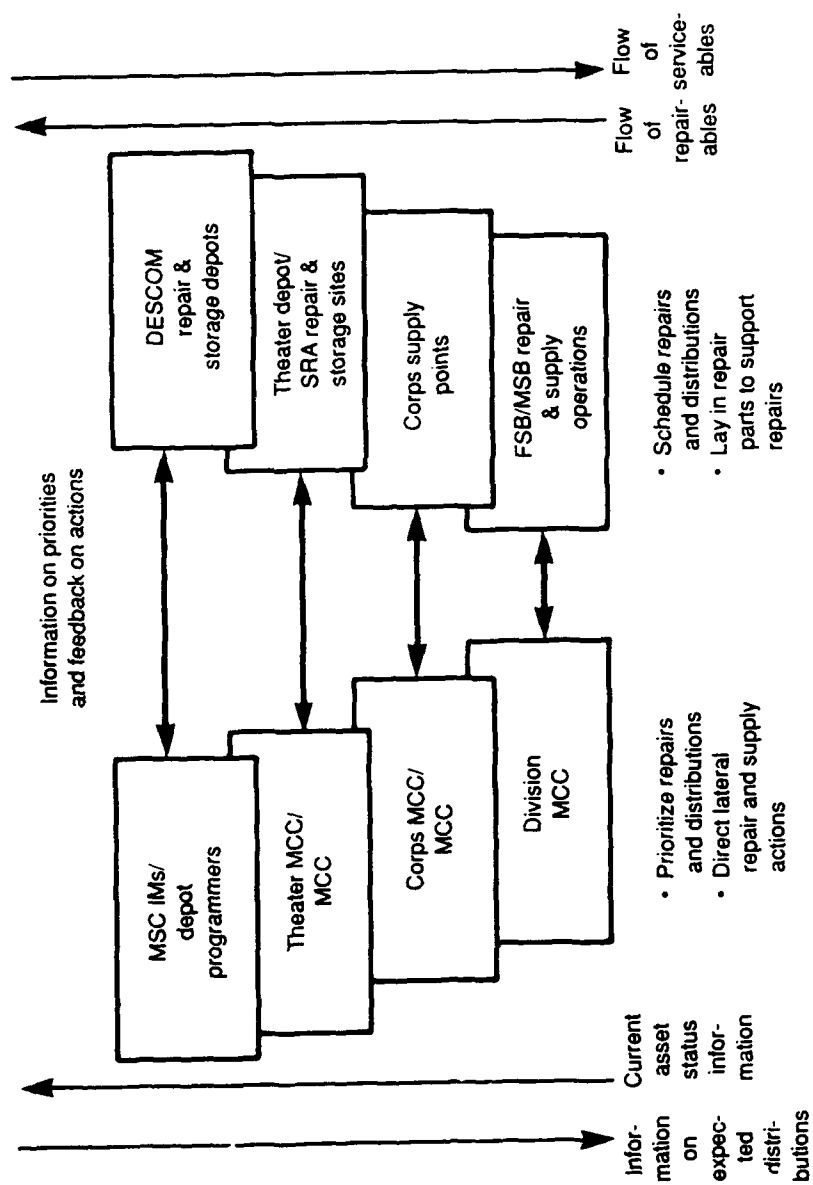 Information on priorities
and feedback on actions
MSC IMs/
depot
programmers
DESCOM
repair &
storage depots
Theater MCC/
MCC
Theater depot/
SRA repair &
storage sites
Corps MCC/
MCC
Corps supply
points
Division
MCC
FSB/MSB repair
& supply
operations
Infor-
mation
on
expec-
ted
distri-
butions
Current
asset
status
infor-
mation
• Prioritize repairs
and distributions
• Direct lateral
repair and supply
actions
• Schedule repairs
and distributions
• Lay in repair
parts to support
repairs
Flow
of
repair-
ables
Flow
of
service-
ables